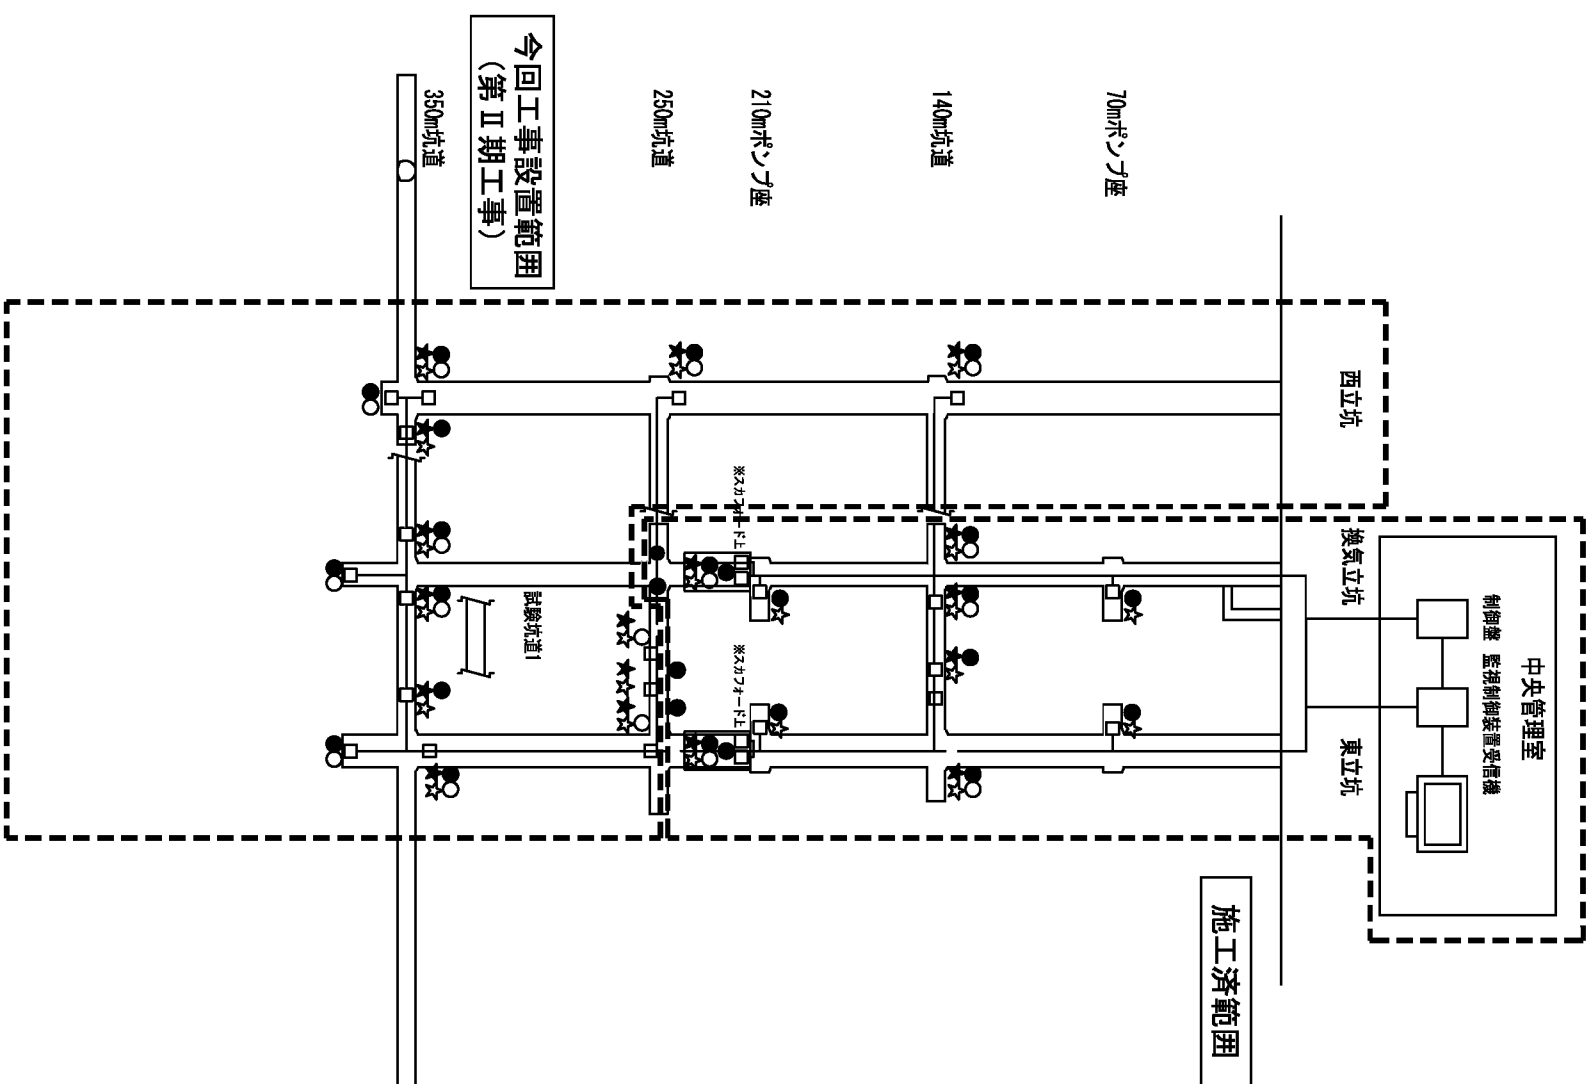 中央管理室
制御盤 監視制御装置受信機
西立坑
換気立坑
東立坑
施工済範囲
70mポンプ座
140m坑道
210mポンプ座
※スカフォード上
※スカフォード上
250m坑道
今回工事設置範囲
(第Ⅱ期工事)
試験坑道1
350m坑道